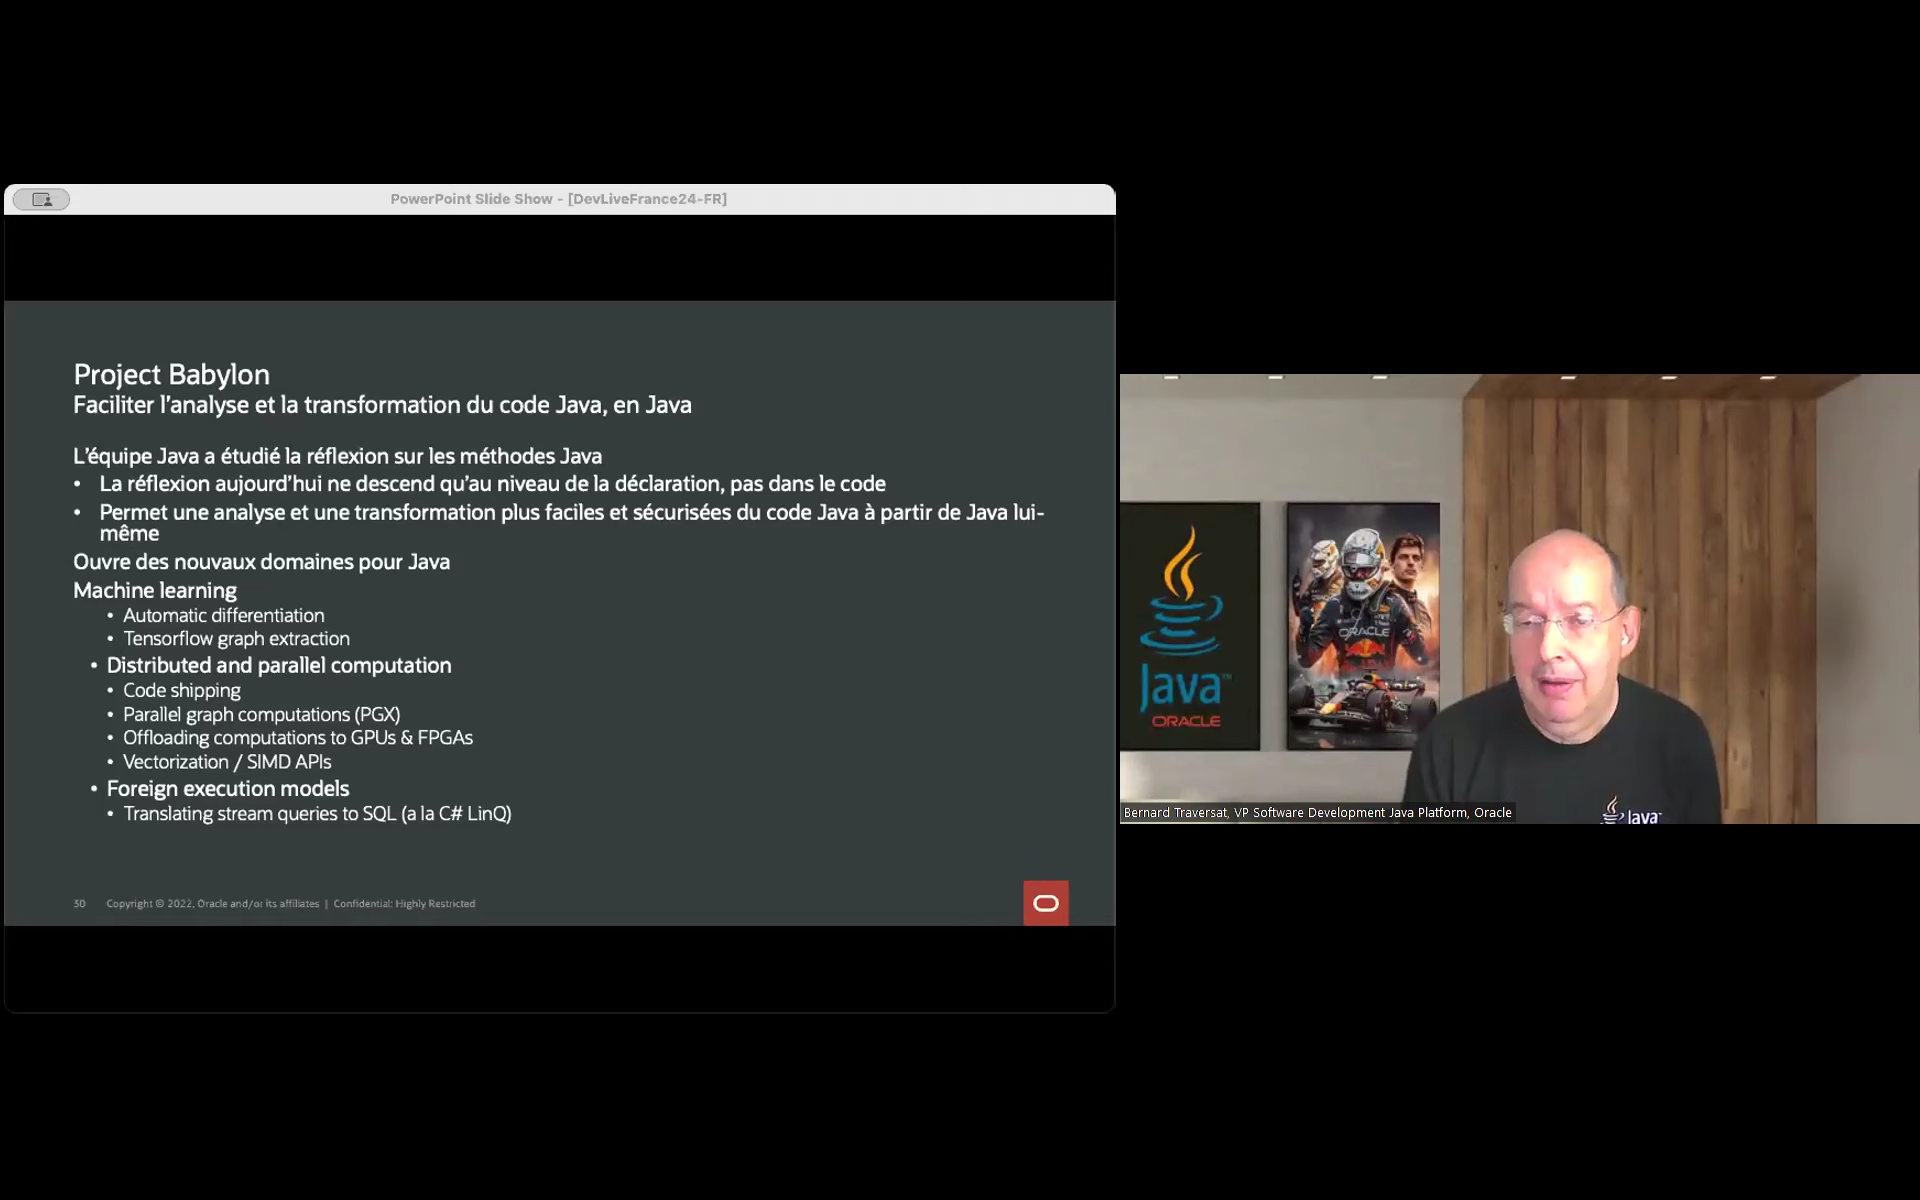 PowerPoint Slide Show - [DevLiveFrance24-FR]
Project Babylon
Faciliter l'analyse et la transformation du code Java, en Java
L'équipe Java a étudié la réflexion sur les méthodes Java
• La réflexion aujourd'hui ne descend qu'au niveau de la déclaration, pas dans le code
• Permet une analyse et une transformation plus faciles et sécurisées du code Java à partir de Java lui-
même
Ouvre des nouvaux domaines pour Java
Machine learning
• Automatic differentiation
• Tensorflow graph extraction
• Distributed and parallel computation
• Code shipping
• Parallel graph computations (PGX)
• Offloading computations to GPUs & FPGAs
• Vectorization / SIMD APIs
• Foreign execution models
• Translating stream queries to SQL (a la C# LinQ)
30 Copyright © 2022, Oracle and/or its affiliates | Confidential: Highly Restricted
Java™
ORACLE
ORACLE
Java
Bernard Traversat, VP Software Development Java Platform, Oracle